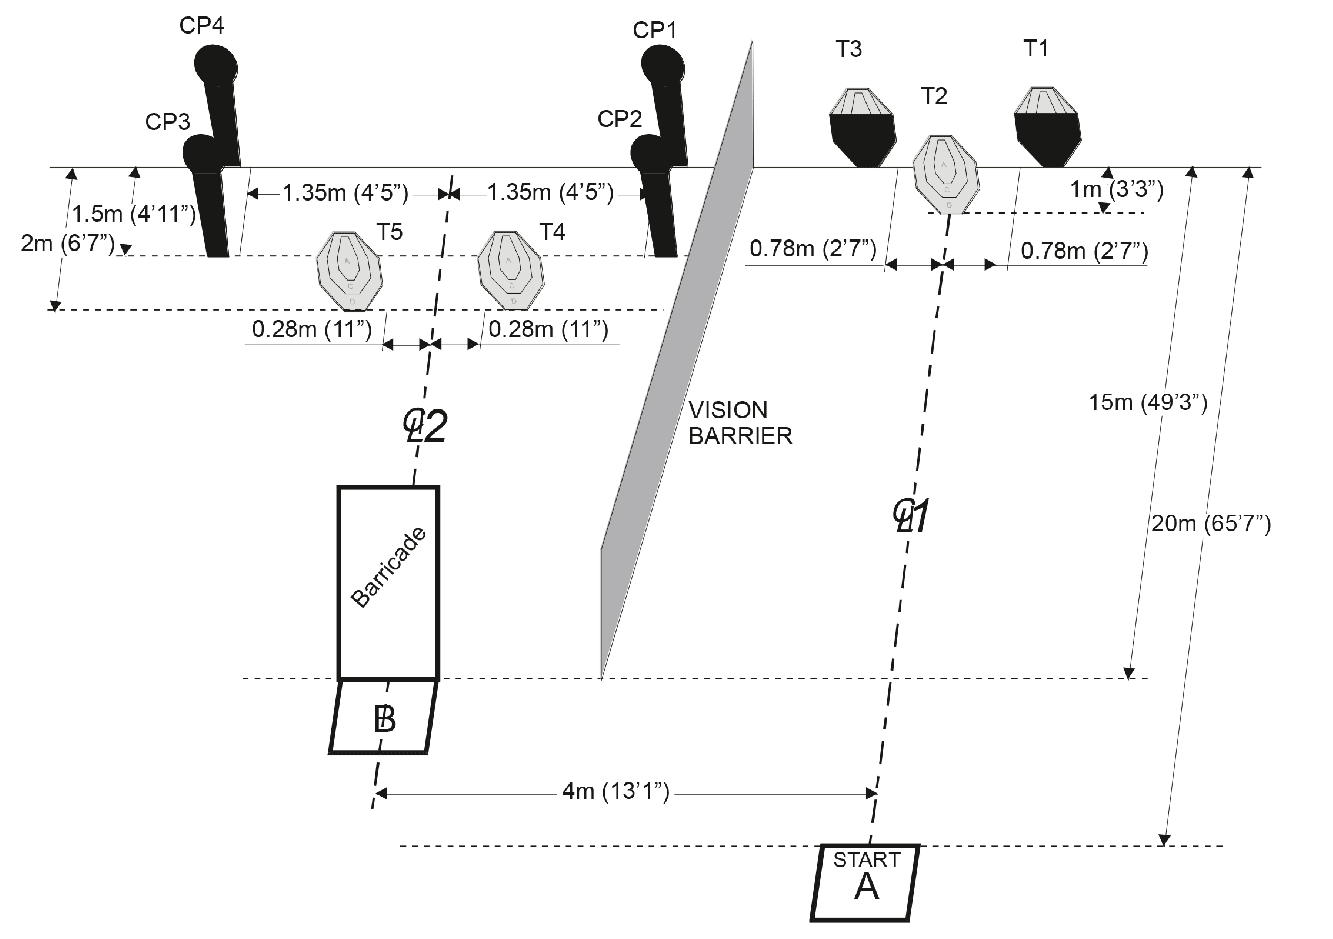 CP4
CP1
T3
T1
T2
CP3
CP2
1.35m (4'5”)
1.35m (4'5”)
1m (3'3”)
1.5m (4'11”)
2m (6'7”)
T5
T4
0.78m (2'7”)
0.78m (2'7”)
A
C
D
A
C
D
A
C
D
0.28m (11”)
0.28m (11”)
℄2
VISION
BARRIER
15m (49'3”)
℄1
20m (65'7”)
Barricade
B
4m (13'1”)
START
A